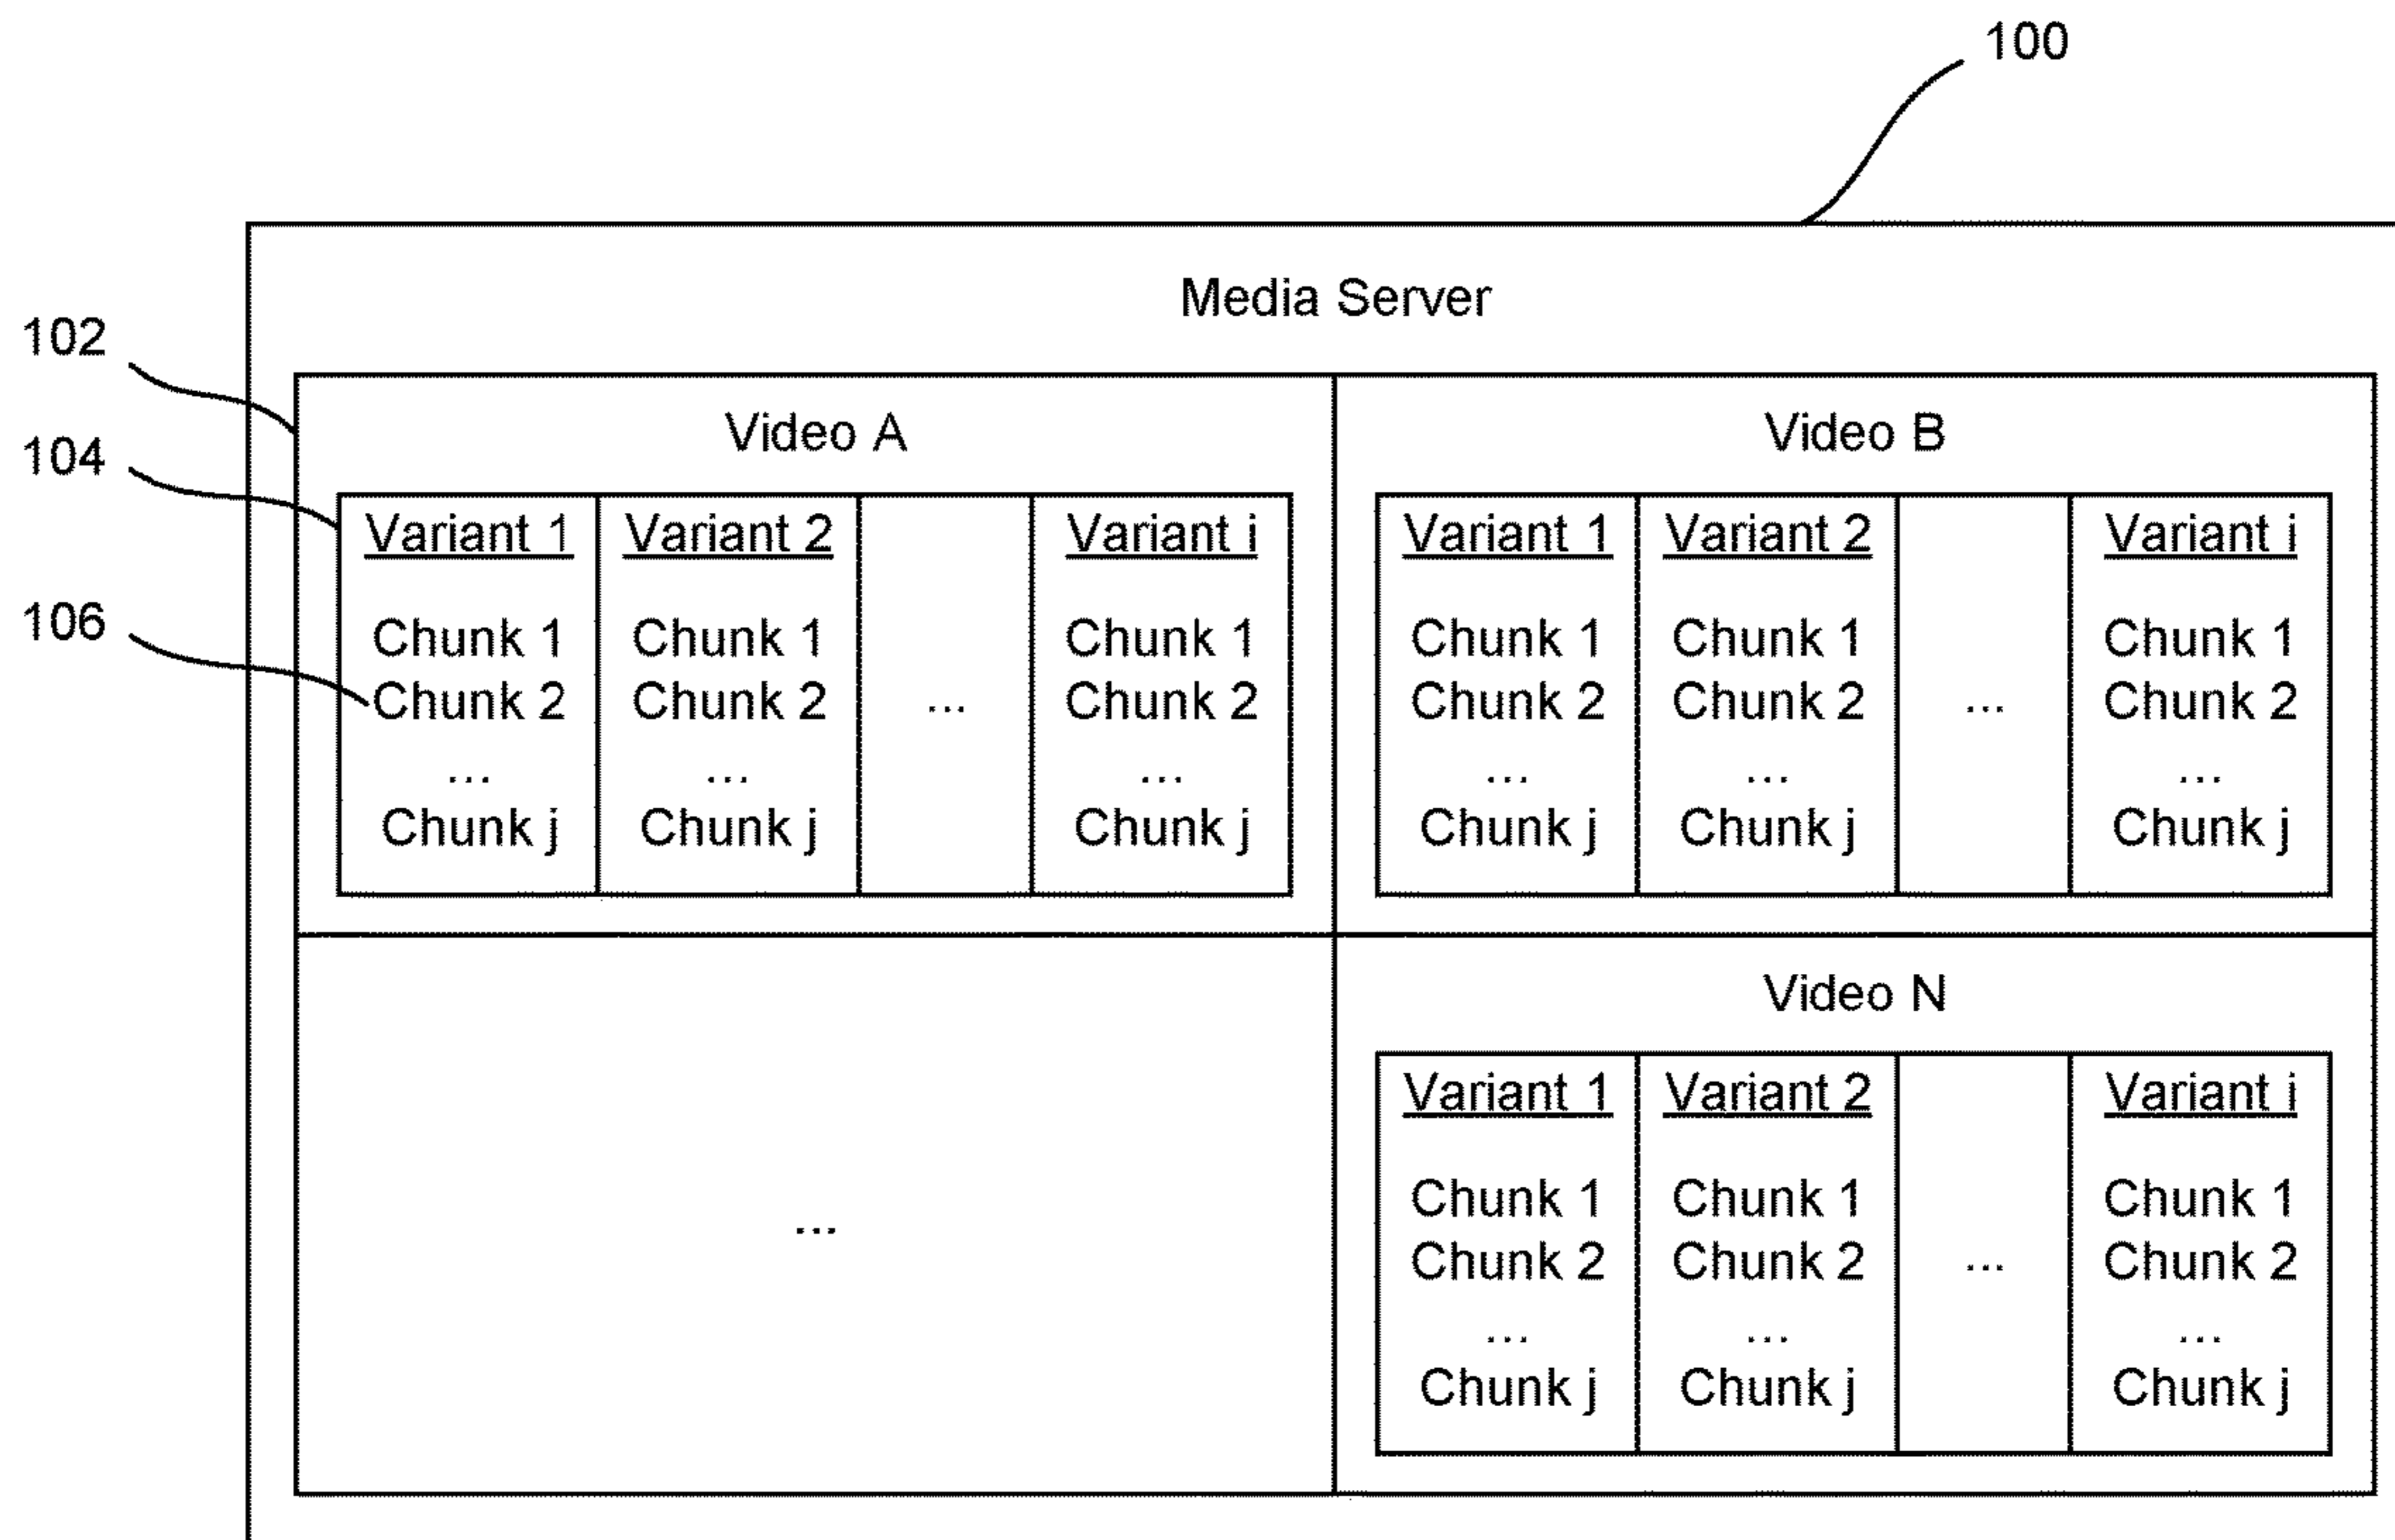 100
Media Server
102
Video A
Video B
104
Variant 1 Variant 2 Variant i
Variant 1 Variant 2 Variant i
106
Chunk 1 Chunk 1 Chunk 1
Chunk 2 Chunk 2 ... Chunk 2
... ... ...
Chunk j Chunk j Chunk j
Chunk 1 Chunk 1 Chunk 1
Chunk 2 Chunk 2 ... Chunk 2
... ... ...
Chunk j Chunk j Chunk j
...
Video N
Variant 1 Variant 2 Variant i
Chunk 1 Chunk 1 Chunk 1
Chunk 2 Chunk 2 ... Chunk 2
... ... ...
Chunk j Chunk j Chunk j